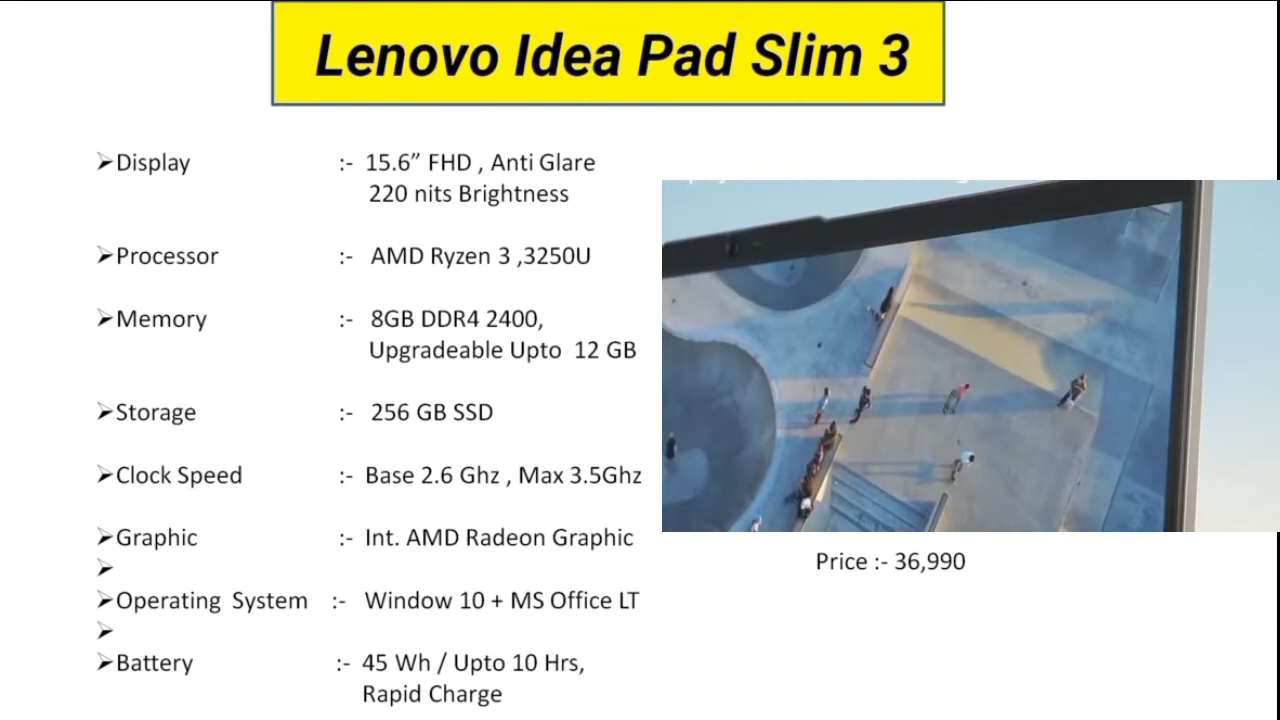 Lenovo Idea Pad Slim 3
➢Display :- 15.6” FHD , Anti Glare
220 nits Brightness
➢Processor :- AMD Ryzen 3 ,3250U
➢Memory :- 8GB DDR4 2400,
Upgradeable Upto 12 GB
➢Storage :- 256 GB SSD
➢Clock Speed :- Base 2.6 Ghz , Max 3.5Ghz
➢Graphic :- Int. AMD Radeon Graphic
➢
➢Operating System :- Window 10 + MS Office LT
➢
➢Battery :- 45 Wh / Upto 10 Hrs,
Rapid Charge
Price :- 36,990